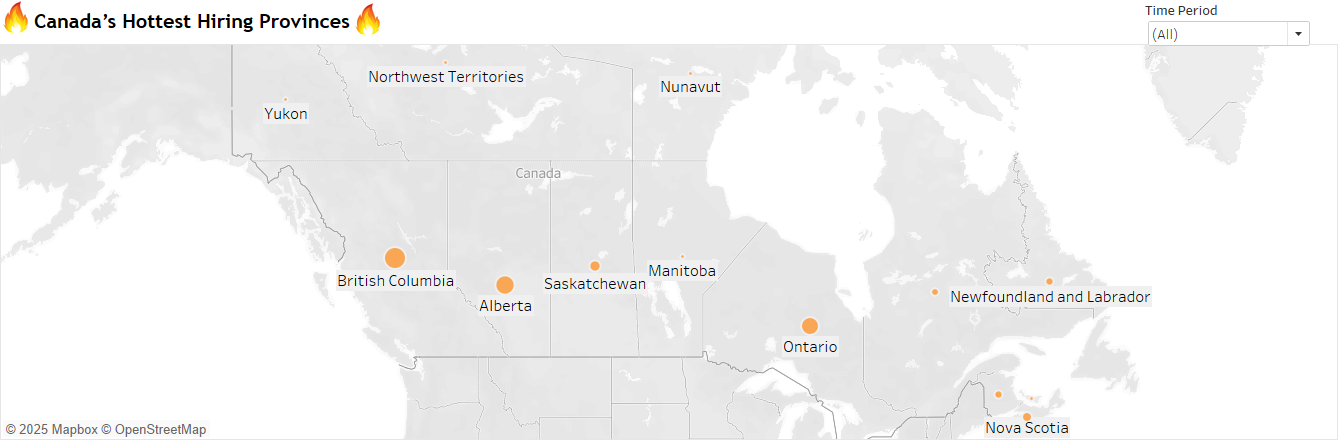 🔥 Canada’s Hottest Hiring Provinces 🔥
Time Period
(All)
Northwest Territories
Nunavut
Yukon
Canada
British Columbia
Alberta
Saskatchewan
Manitoba
Newfoundland and Labrador
Ontario
Nova Scotia
© 2025 Mapbox © OpenStreetMap